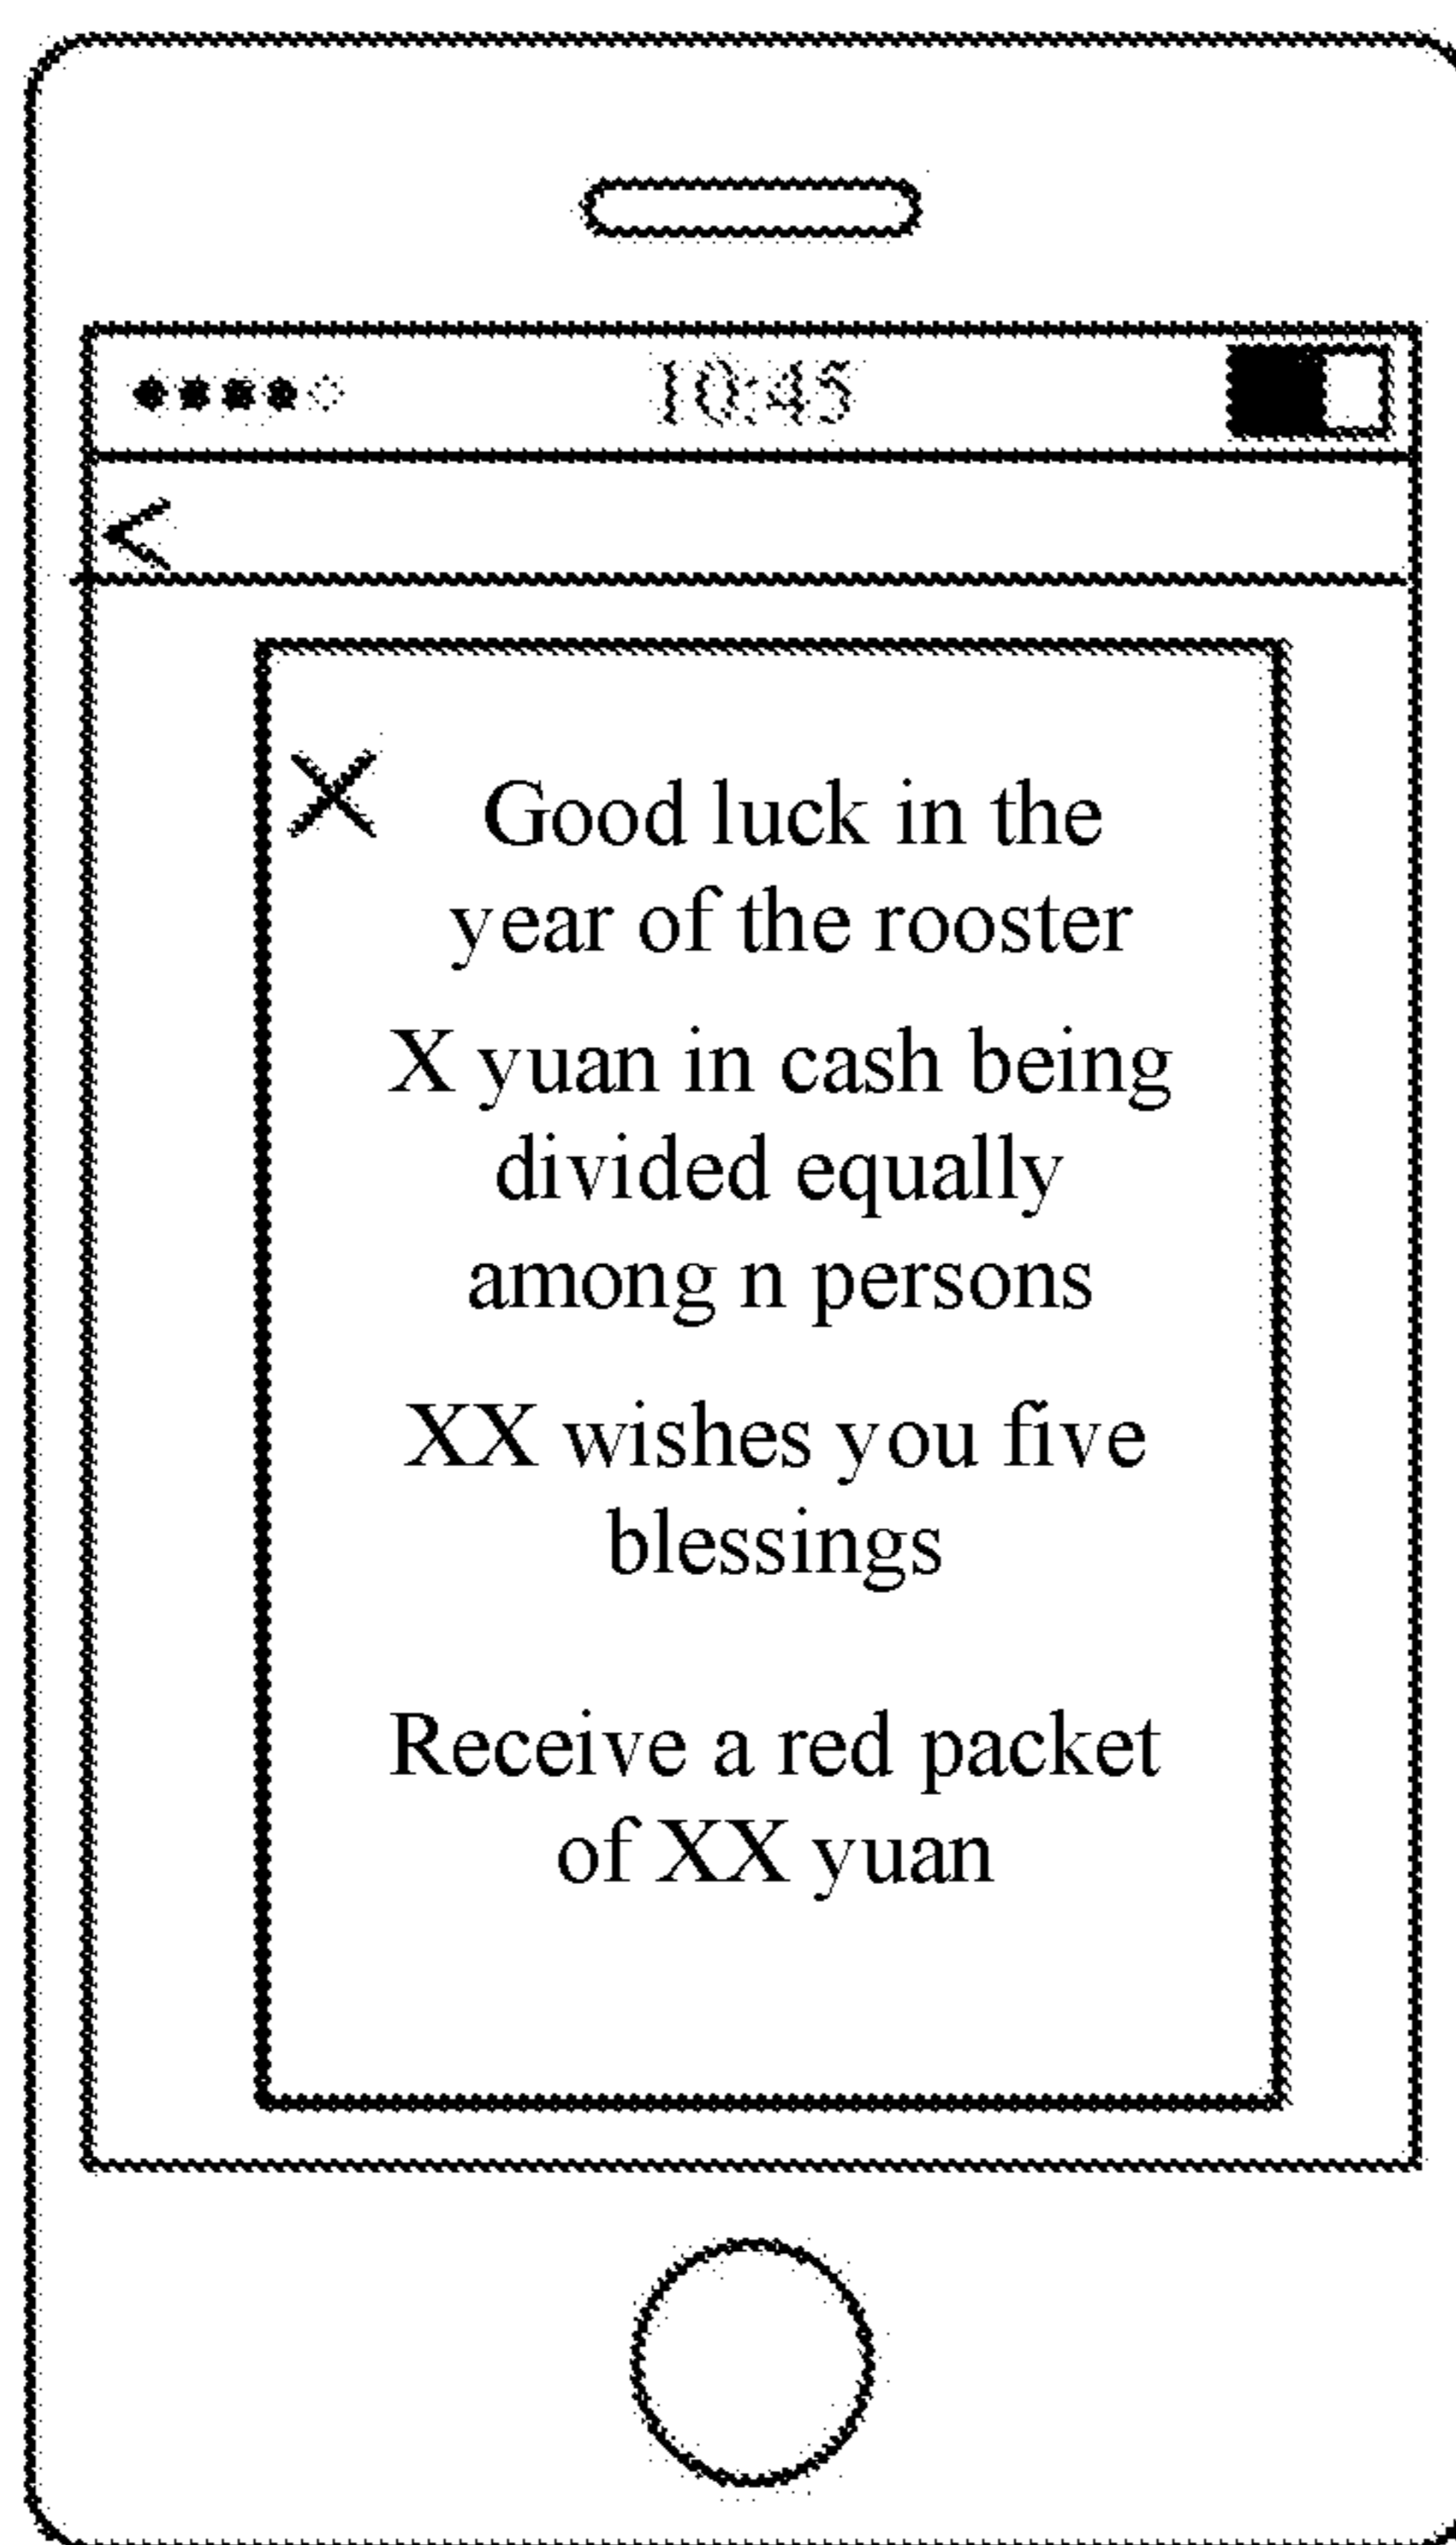 10:45
Good luck in the
year of the rooster
X yuan in cash being
divided equally
among n persons
XX wishes you five
blessings
Receive a red packet
of XX yuan